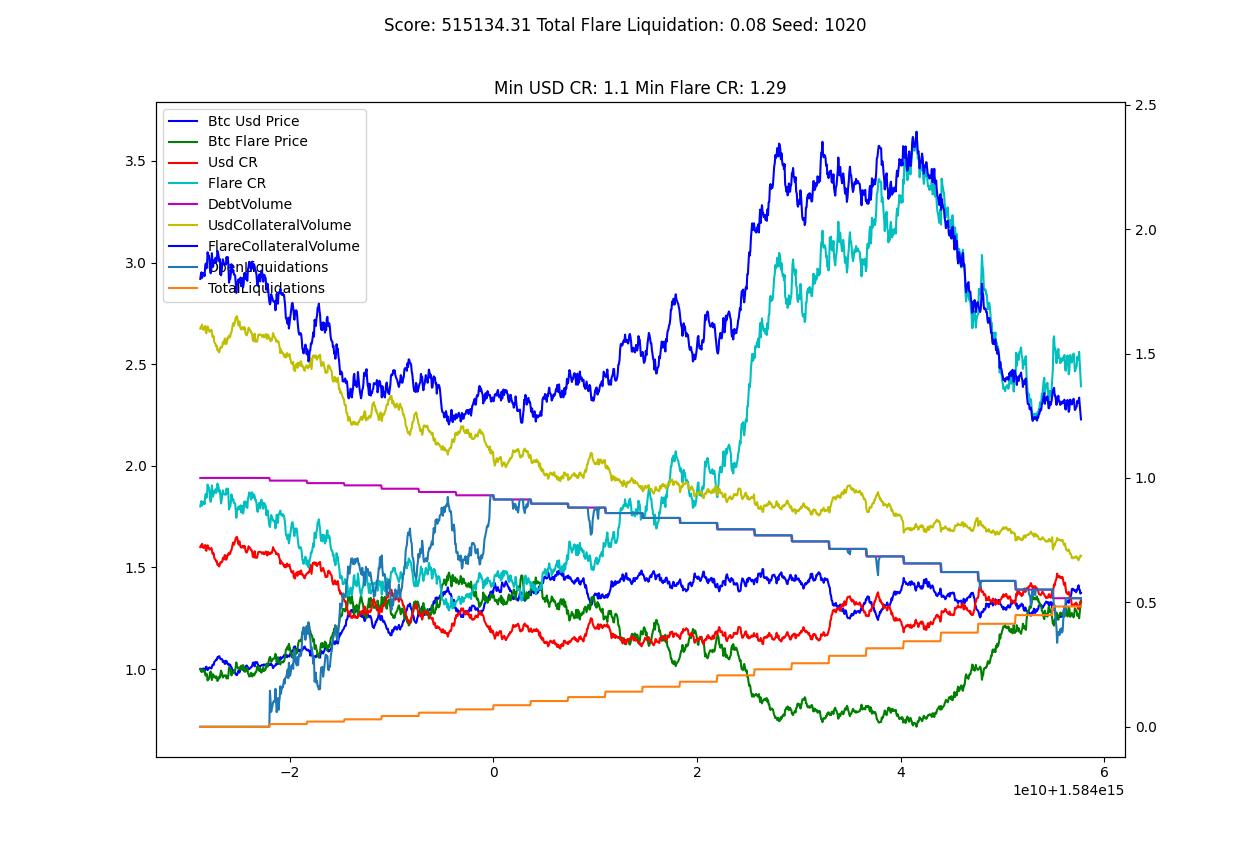 Score: 515134.31 Total Flare Liquidation: 0.08 Seed: 1020
Min USD CR: 1.1 Min Flare CR: 1.29
Btc Usd Price
Btc Flare Price
Usd CR
Flare CR
DebtVolume
UsdCollateralVolume
FlareCollateralVolume
OpenLiquidations
TotalLiquidations
3.5
3.0
2.5
2.0
1.5
1.0
2.5
2.0
1.5
1.0
0.5
0.0
−2
0
2
4
6
1e10+1.584e15